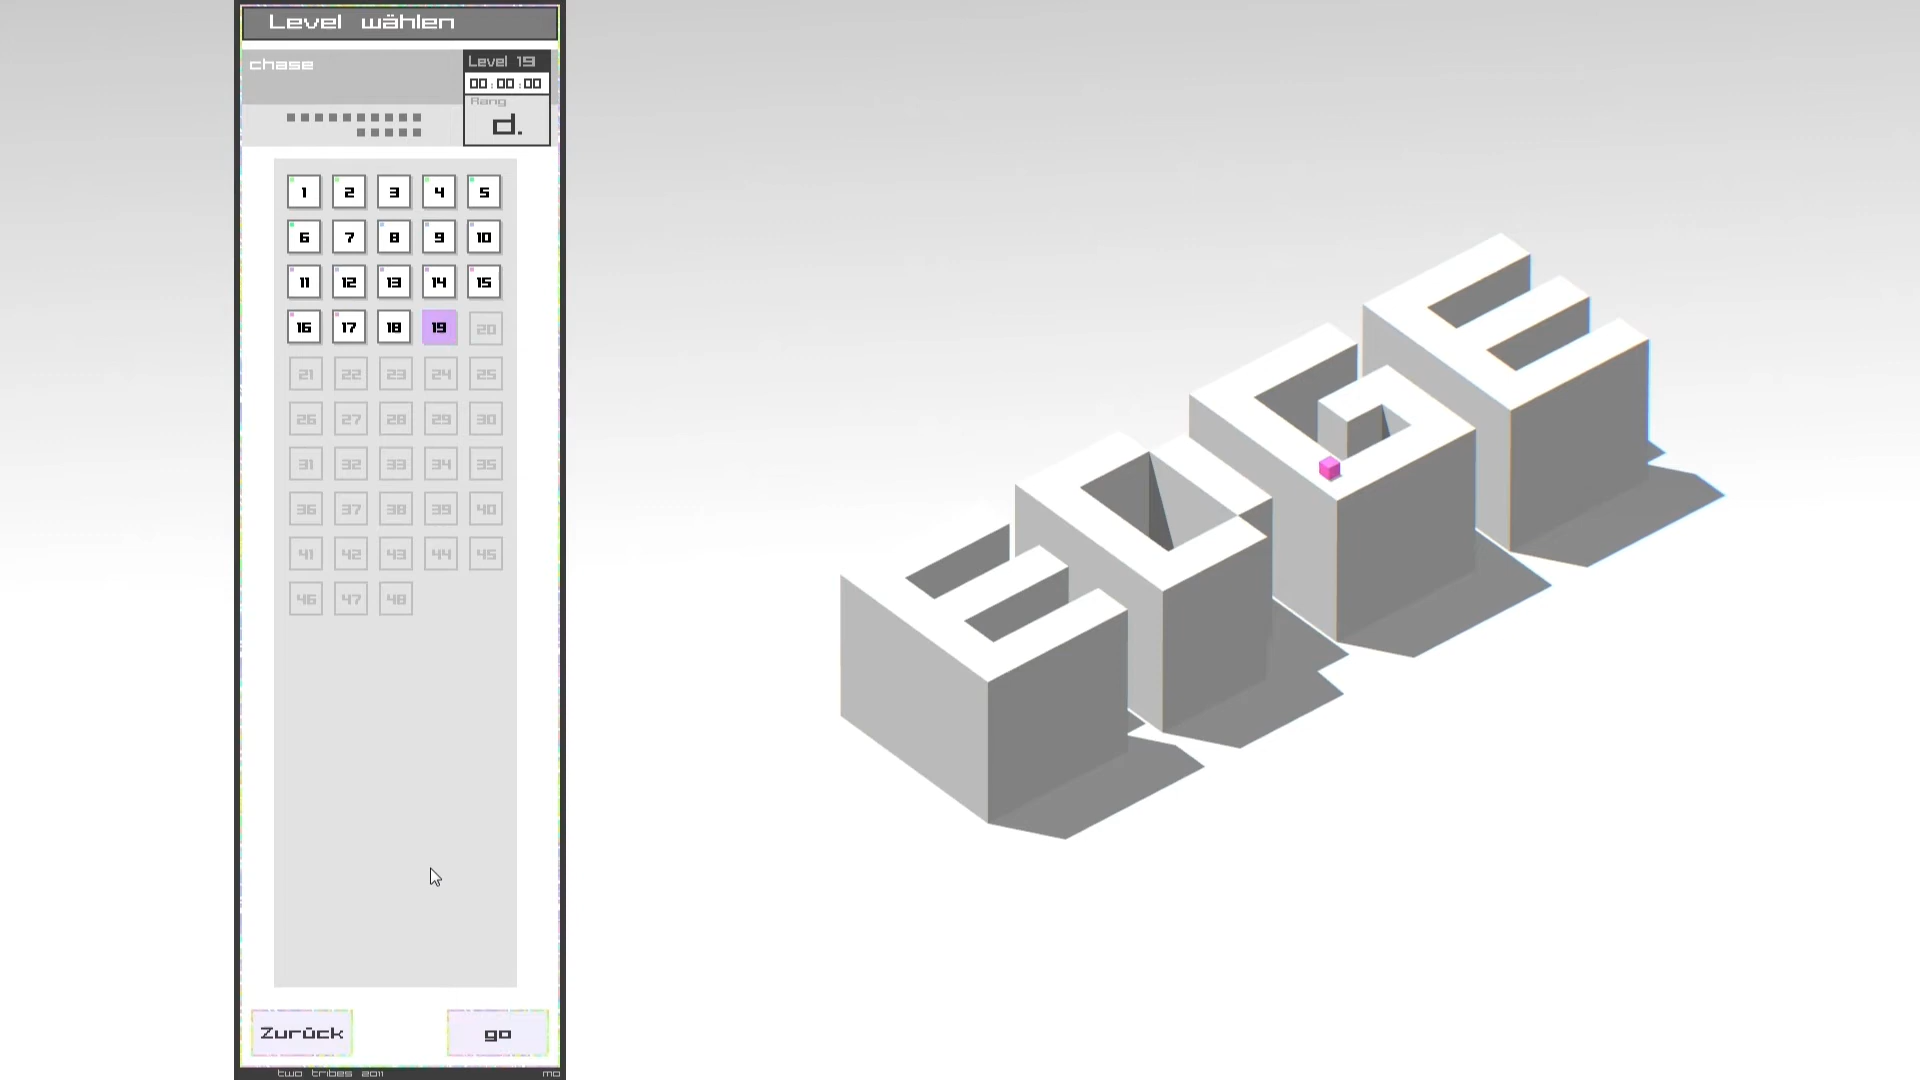 Level wählen
chase
Level 19
00:00:00
Rang
d.
1 2 3 4 5
6 7 8 9 10
11 12 13 14 15
16 17 18 19 20
21 22 23 24 25
26 27 28 29 30
31 32 33 34 35
36 37 38 39 40
41 42 43 44 45
46 47 48
EDGE
Zurück
go
two tribes 2011
mo